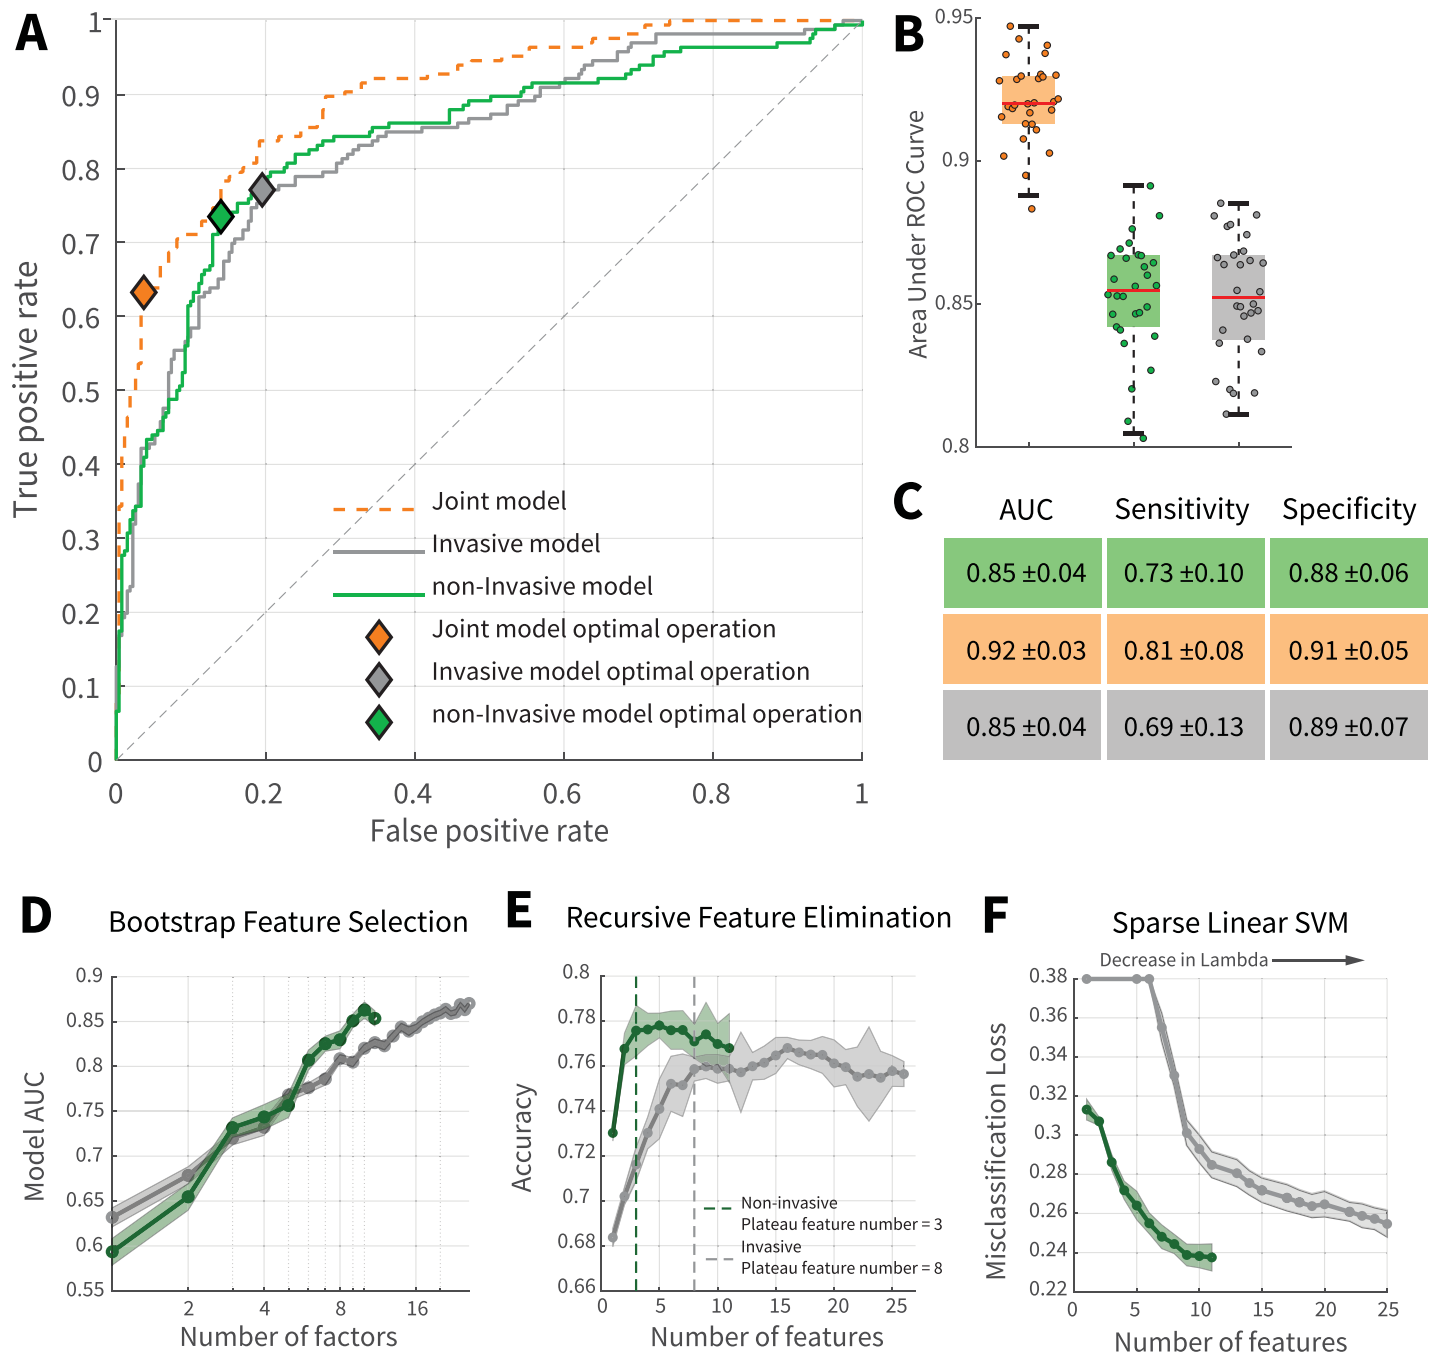 A
1
0.9
0.8
0.7
0.6
0.5
0.4
0.3
0.2
0.1
0
0
0.2
0.4
0.6
0.8
1
True positive rate
False positive rate
Joint model
Invasive model
non-Invasive model
Joint model optimal operation
Invasive model optimal operation
non-Invasive model optimal operation
B
0.95
0.9
0.85
0.8
Area Under ROC Curve
C
AUC Sensitivity Specificity
0.85 ±0.04 0.73 ±0.10 0.88 ±0.06
0.92 ±0.03 0.81 ±0.08 0.91 ±0.05
0.85 ±0.04 0.69 ±0.13 0.89 ±0.07
D
Bootstrap Feature Selection
0.9
0.85
0.8
0.75
0.7
0.65
0.6
0.55
2
4
8
16
Model AUC
Number of factors
E
Recursive Feature Elimination
0.8
0.78
0.76
0.74
0.72
0.7
0.68
0.66
0
5
10
15
20
25
Accuracy
Number of features
Non-invasive
Plateau feature number = 3
Invasive
Plateau feature number = 8
F
Sparse Linear SVM
Decrease in Lambda
0.38
0.36
0.34
0.32
0.3
0.28
0.26
0.24
0.22
0
5
10
15
20
25
Misclassification Loss
Number of features